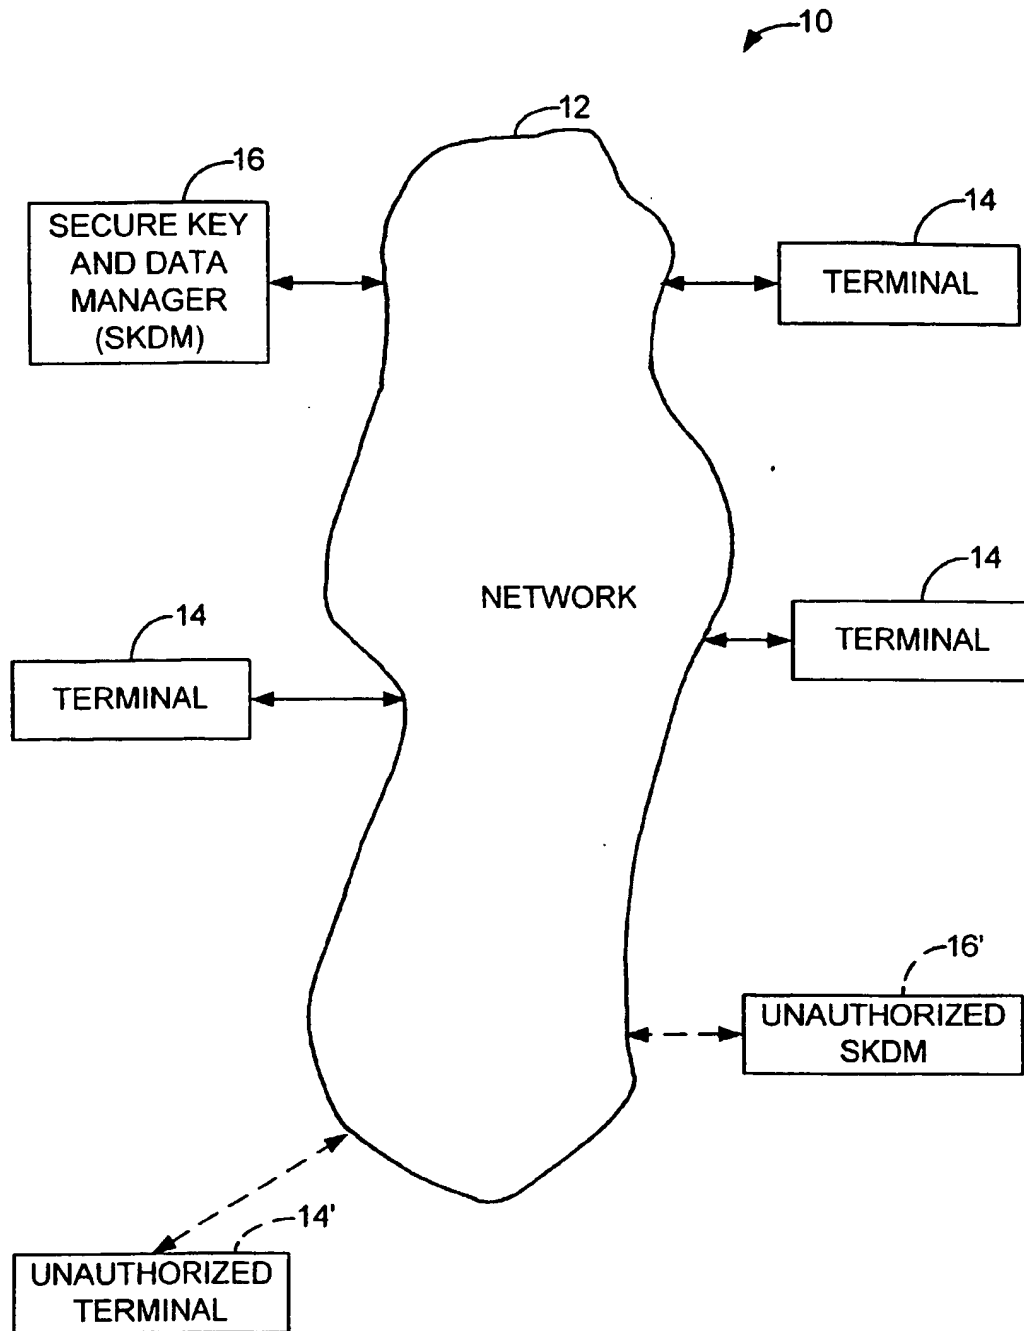 10
12
16
SECURE KEY
AND DATA
MANAGER
(SKDM)
14
TERMINAL
NETWORK
14
TERMINAL
14
TERMINAL
16'
UNAUTHORIZED
SKDM
14'
UNAUTHORIZED
TERMINAL